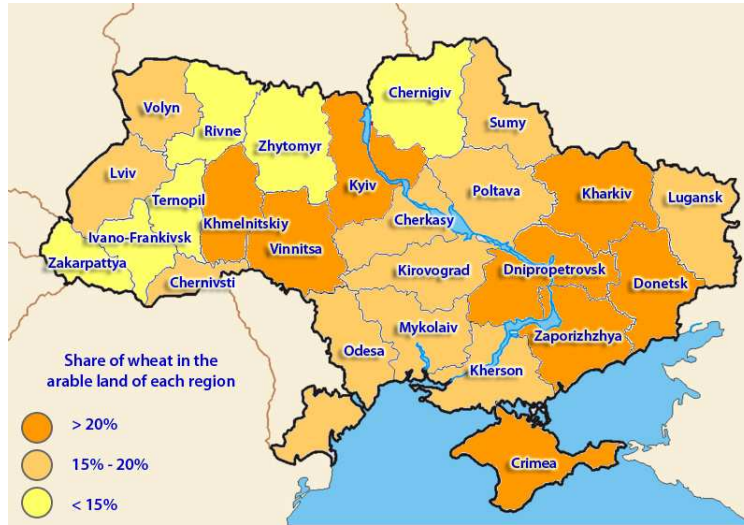 Chernigiv
Volyn
Sumy
Rivne
Zhytomyr
Lviv
Kyiv
Kharkiv
Poltava
Lugansk
Ternopil
Cherkasy
Khmelnitskiy
Ivano-Frankivsk
Vinnitsa
Zakarpattya
Kirovograd
Dnipropetrovsk
Chernivsti
Donetsk
Mykolaiv
Zaporizhzhya
Odesa
Kherson
Share of wheat in the
arable land of each region
> 20%
15% - 20%
< 15%
Crimea